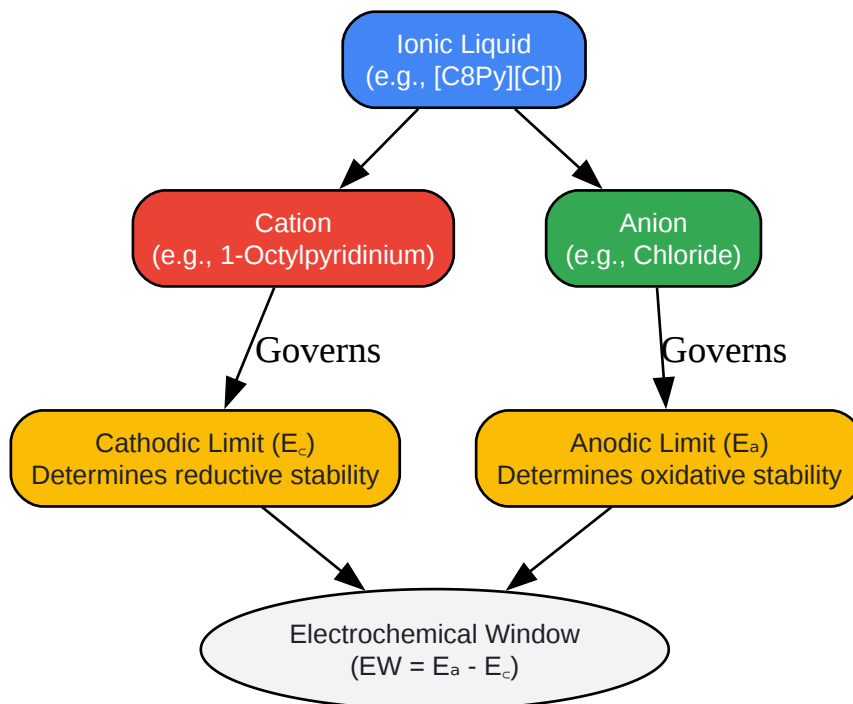 Ionic Liquid
(e.g., [C8Py][Cl])
Cation
(e.g., 1-Octylpyridinium)
Anion
(e.g., Chloride)
Governs
Governs
Cathodic Limit (E꜀)
Determines reductive stability
Anodic Limit (Eₐ)
Determines oxidative stability
Electrochemical Window
(EW = Eₐ - E꜀)